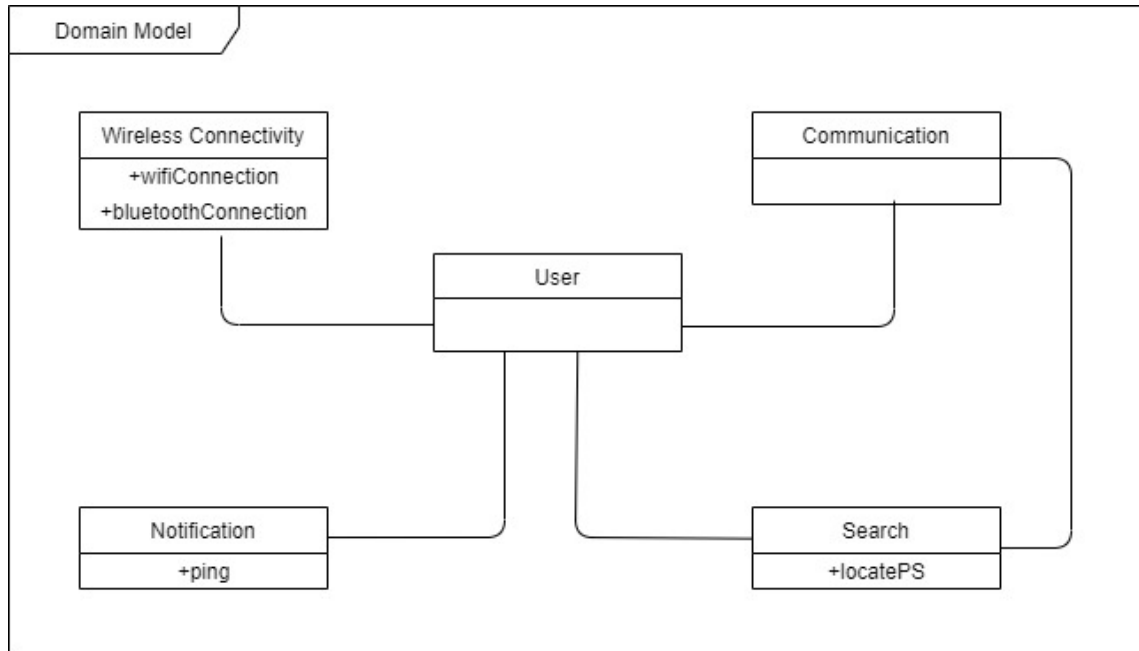 Domain Model
Wireless Connectivity
+wifiConnection
+bluetoothConnection
Communication
User
Notification
+ping
Search
+locatePS